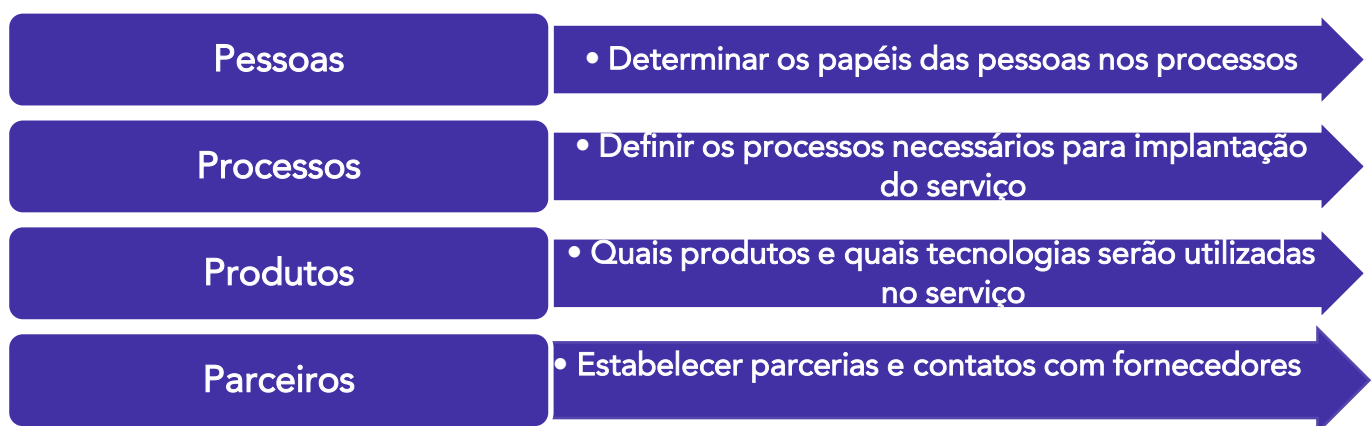 Pessoas
• Determinar os papéis das pessoas nos processos
Processos
• Definir os processos necessários para implantação
do serviço
Produtos
• Quais produtos e quais tecnologias serão utilizadas
no serviço
Parceiros
• Estabelecer parcerias e contatos com fornecedores